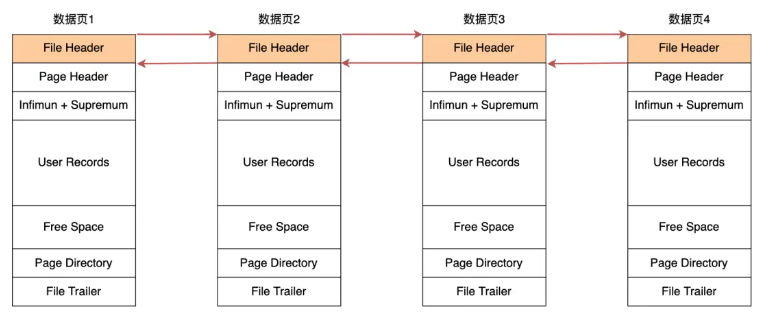 数据页1 数据页2 数据页3 数据页4
File Header File Header File Header File Header
Page Header Page Header Page Header Page Header
Infimun + Supremum Infimun + Supremum Infimun + Supremum Infimun + Supremum
User Records User Records User Records User Records
Free Space Free Space Free Space Free Space
Page Directory Page Directory Page Directory Page Directory
File Trailer File Trailer File Trailer File Trailer